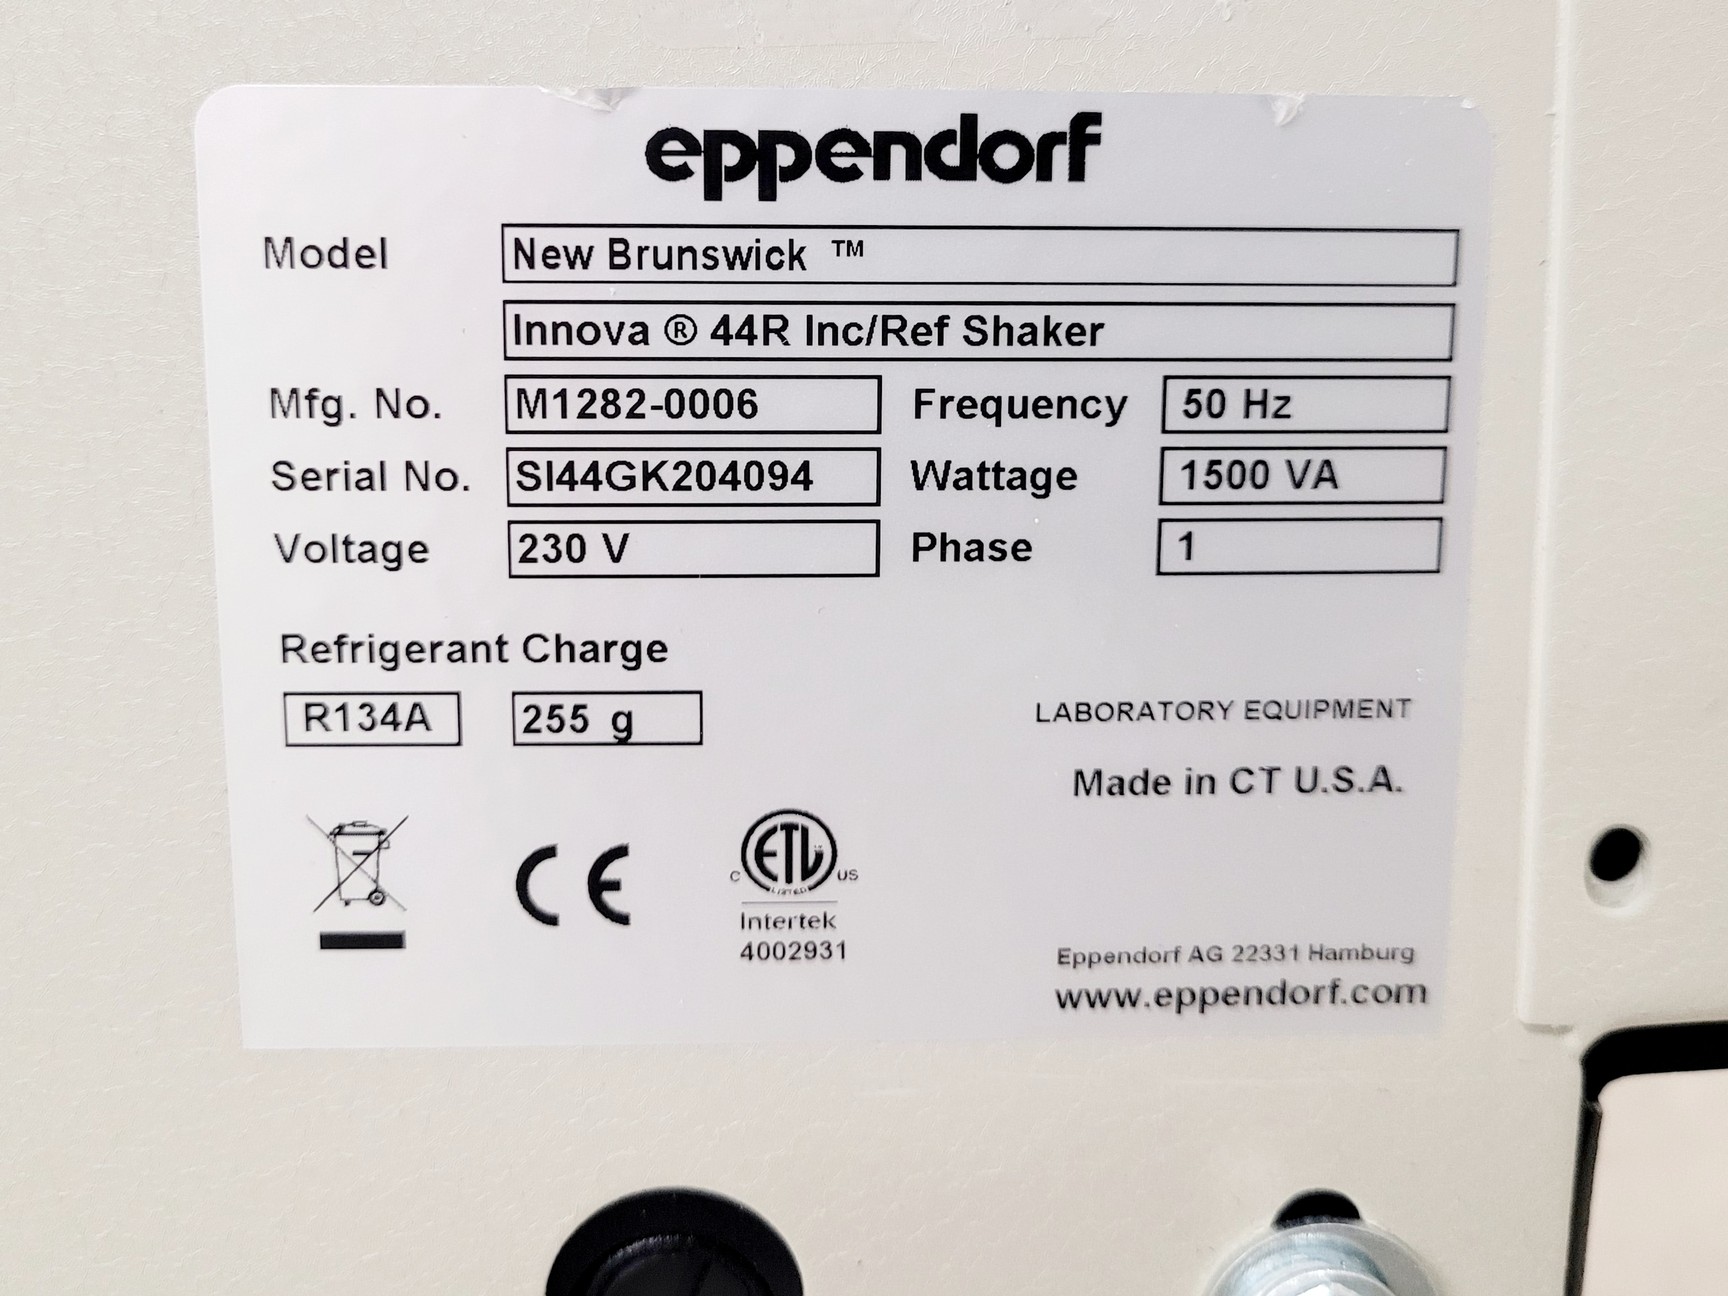 eppendorf
Model New Brunswick ™
Innova ® 44R Inc/Ref Shaker
Mfg. No. M1282-0006 Frequency 50 Hz
Serial No. SI44GK204094 Wattage 1500 VA
Voltage 230 V Phase 1
Refrigerant Charge
R134A 255 g
LABORATORY EQUIPMENT
Made in CT U.S.A.
CE
ETL
LISTED
C US
Intertek
4002931
Eppendorf AG 22331 Hamburg
www.eppendorf.com